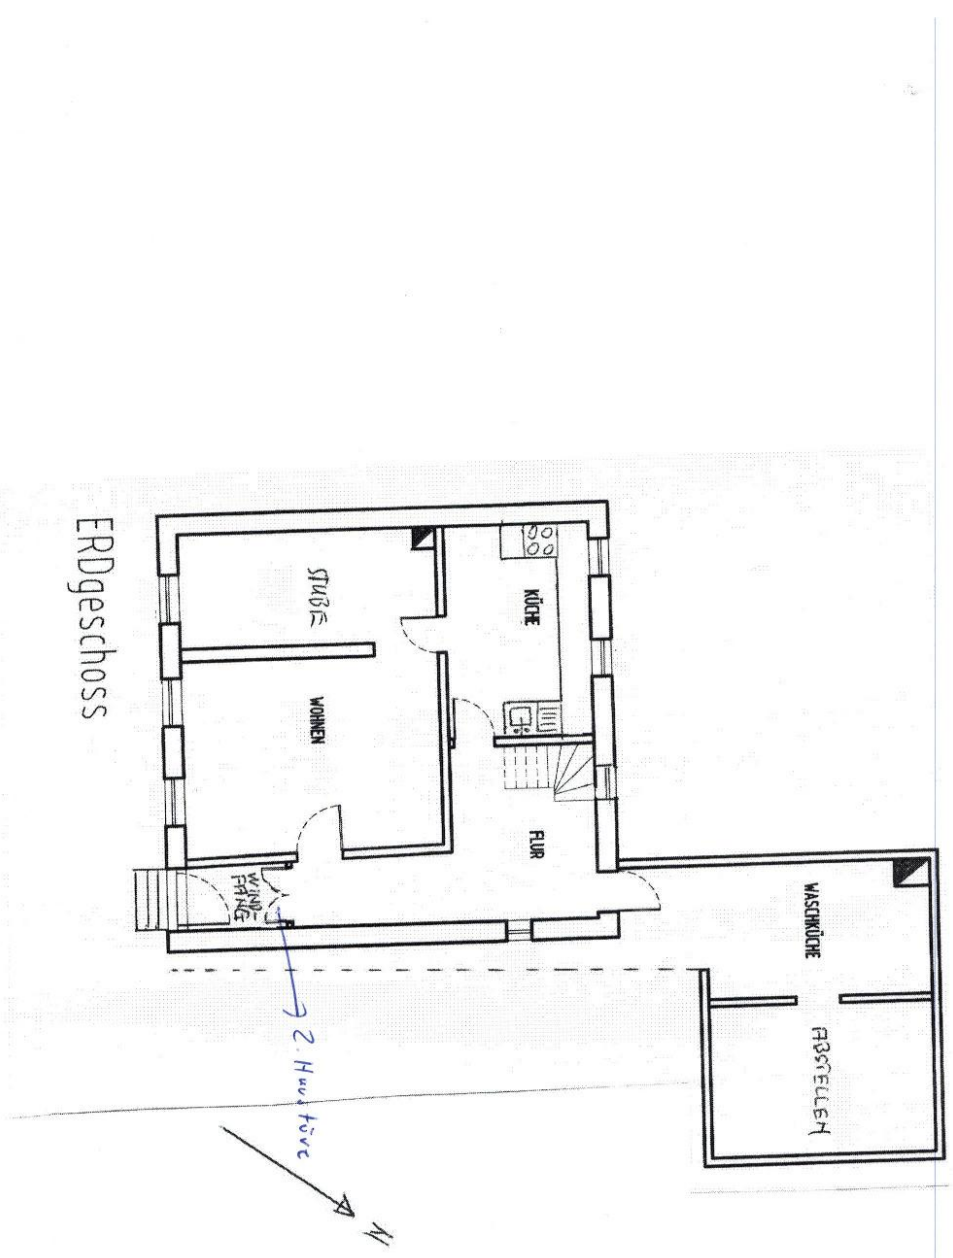 KÜCHE
STUBE
WOHNEN
FLUR
WIND-
FANG
WASCHKÜCHE
ABSTELLEN
ERDgeschoss
2. Haustüre
N